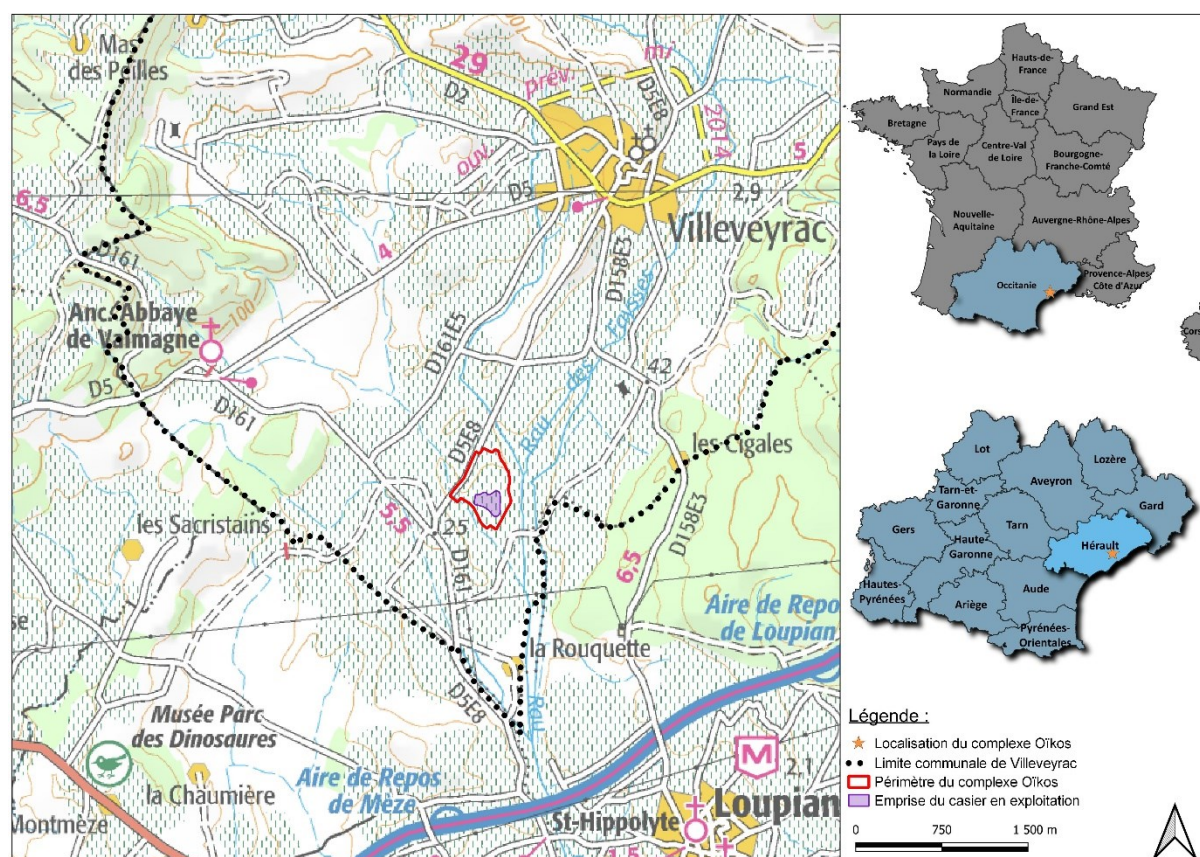 Mas
des Pailles
29
D2
prév.
mi
D5E8
2014
ouv.
5
D5
2,9
6,5
Villeveyrac
4
D161
D158E3
100
Anc. Abbaye
de Valmagne
D161E5
Rau des Faysses
42
D5
D161
D5E8
les Cigales
les Sacristains
5,5
25
D161
D158E3
6,5
Aire de Repos
de Loupian
la Rouquette
D5E8
Rau
Musée Parc
des Dinosaures
Aire de Repos
de Mèze
la Chaumière
Montmèze
M
2,1
Loupian
St-Hippolyte
1,5
Hauts-de-
France
Normandie
Île-de-
France
Grand Est
Bretagne
Pays de
la Loire
Centre-Val
de Loire
Bourgogne-
Franche-Comté
Nouvelle-
Aquitaine
Auvergne-Rhône-Alpes
Occitanie
Provence-Alpes
Côte d'Azur
Cors
Lot
Lozère
Aveyron
Tarn-et-
Garonne
Gard
Gers
Tarn
Haute-
Garonne
Hérault
Hautes-
Pyrénées
Aude
Ariège
Pyrénées-
Orientales
Légende :
Localisation du complexe Oïkos
Limite communale de Villeveyrac
Périmètre du complexe Oïkos
Emprise du casier en exploitation
0 750 1 500 m